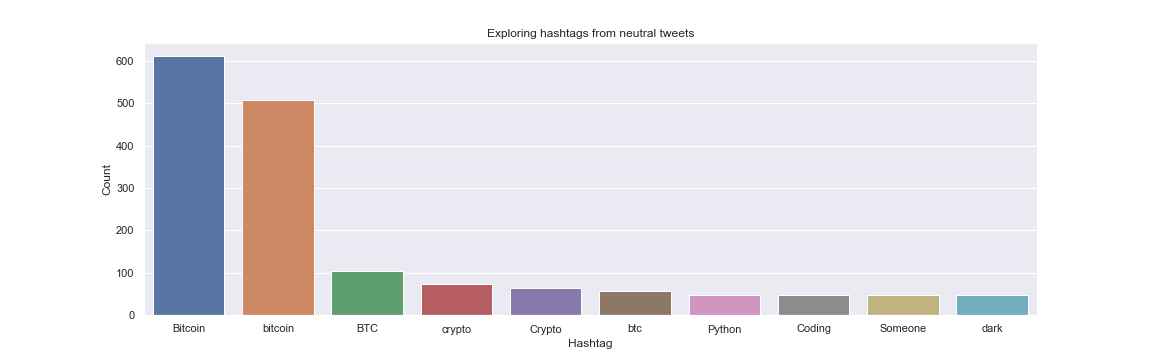 Exploring hashtags from neutral tweets
600
500
400
300
200
100
0
Count
Bitcoin bitcoin BTC crypto Crypto btc Python Coding Someone dark
Hashtag